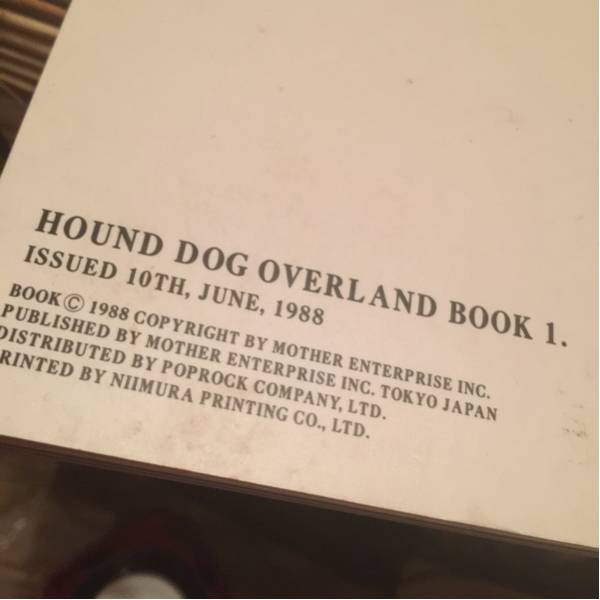 HOUND DOG OVERLAND BOOK 1.
ISSUED 10TH, JUNE, 1988
BOOK © 1988 COPYRIGHT BY MOTHER ENTERPRISE INC.
PUBLISHED BY MOTHER ENTERPRISE INC. TOKYO JAPAN
DISTRIBUTED BY POPROCK COMPANY, LTD.
RINTED BY NIIMURA PRINTING CO., LTD.